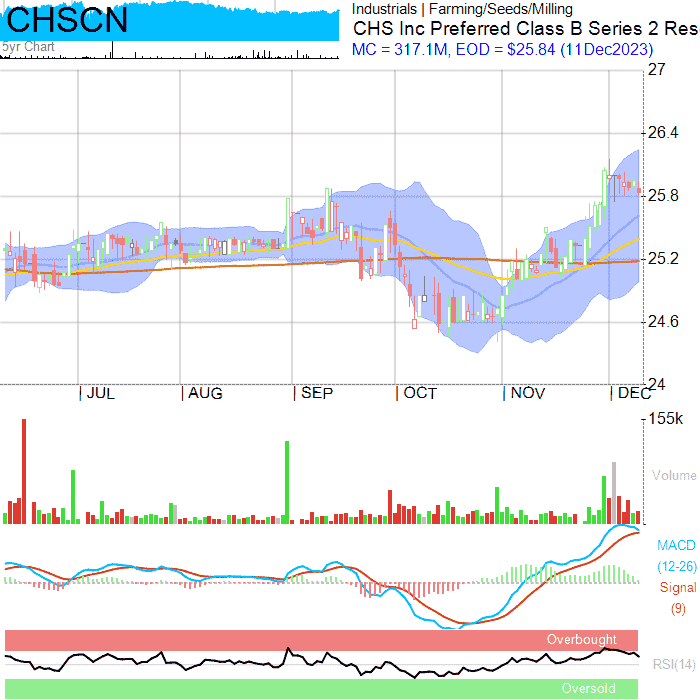 CHSCN
5yr Chart
Industrials | Farming/Seeds/Milling
CHS Inc Preferred Class B Series 2 Res
MC = 317.1M, EOD = $25.84 (11Dec2023)
27
26.4
25.8
25.2
24.6
24
JUL AUG SEP OCT NOV DEC
155k
Volume
MACD
(12-26)
Signal
(9)
Overbought
RSI(14)
Oversold